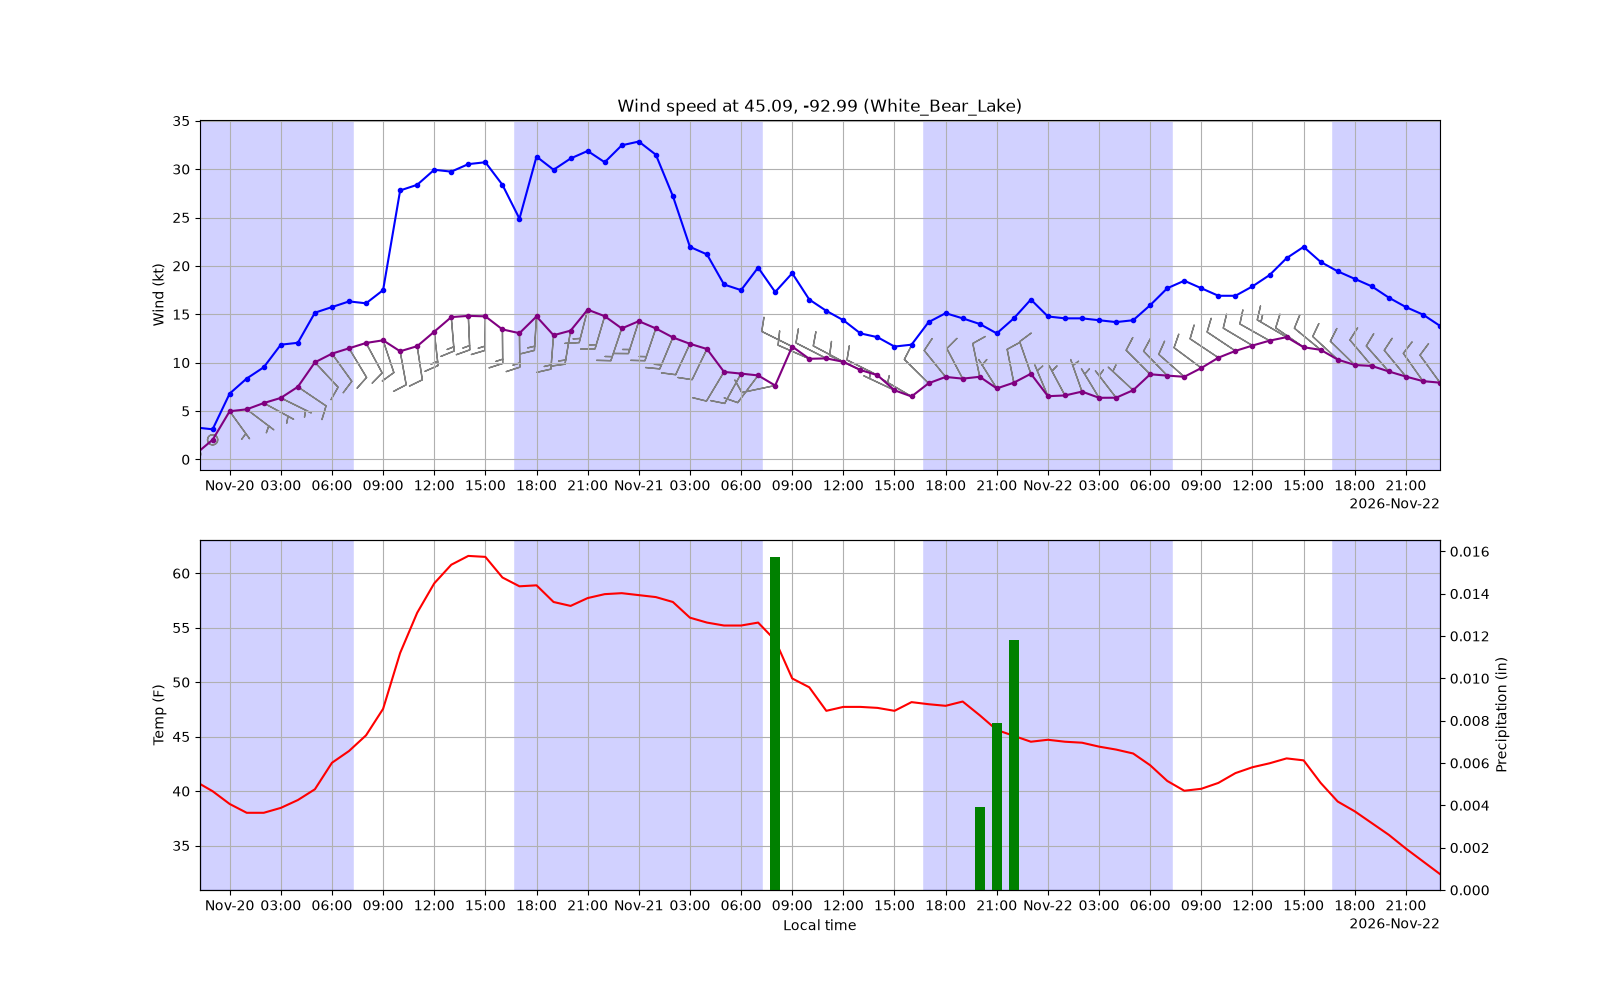 Wind speed at 45.09, -92.99 (White_Bear_Lake)
35
30
25
20
15
10
5
0
Wind (kt)
Nov-20 03:00 06:00 09:00 12:00 15:00 18:00 21:00 Nov-21 03:00 06:00 09:00 12:00 15:00 18:00 21:00 Nov-22 03:00 06:00 09:00 12:00 15:00 18:00 21:00
2026-Nov-22
60
55
50
45
40
35
Temp (F)
0.016
0.014
0.012
0.010
0.008
0.006
0.004
0.002
0.000
Precipitation (in)
Nov-20 03:00 06:00 09:00 12:00 15:00 18:00 21:00 Nov-21 03:00 06:00 09:00 12:00 15:00 18:00 21:00 Nov-22 03:00 06:00 09:00 12:00 15:00 18:00 21:00
Local time
2026-Nov-22